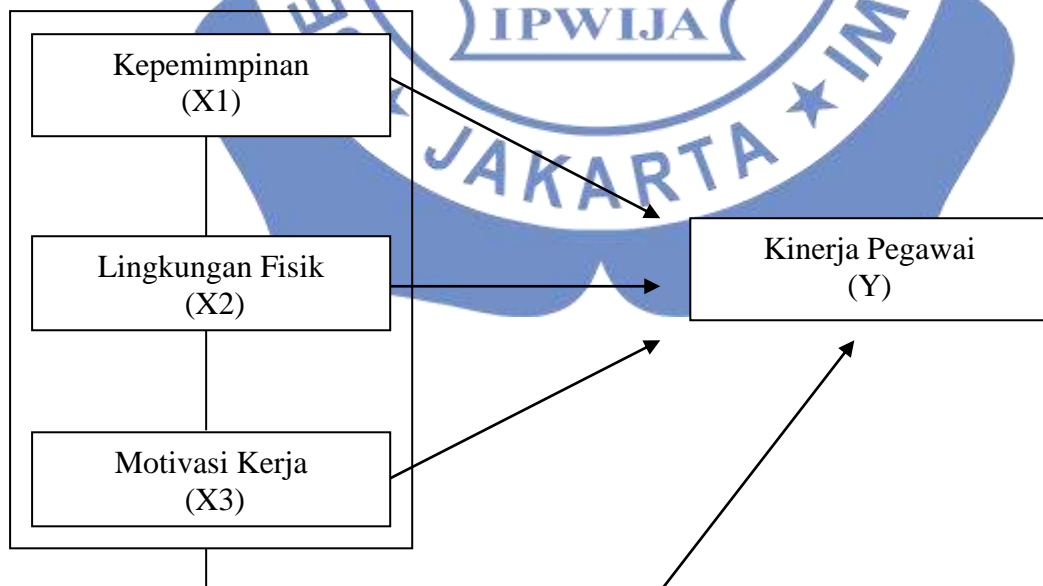 IPWIJA
JAKARTA
Kepemimpinan
(X1)
Lingkungan Fisik
(X2)
Motivasi Kerja
(X3)
Kinerja Pegawai
(Y)